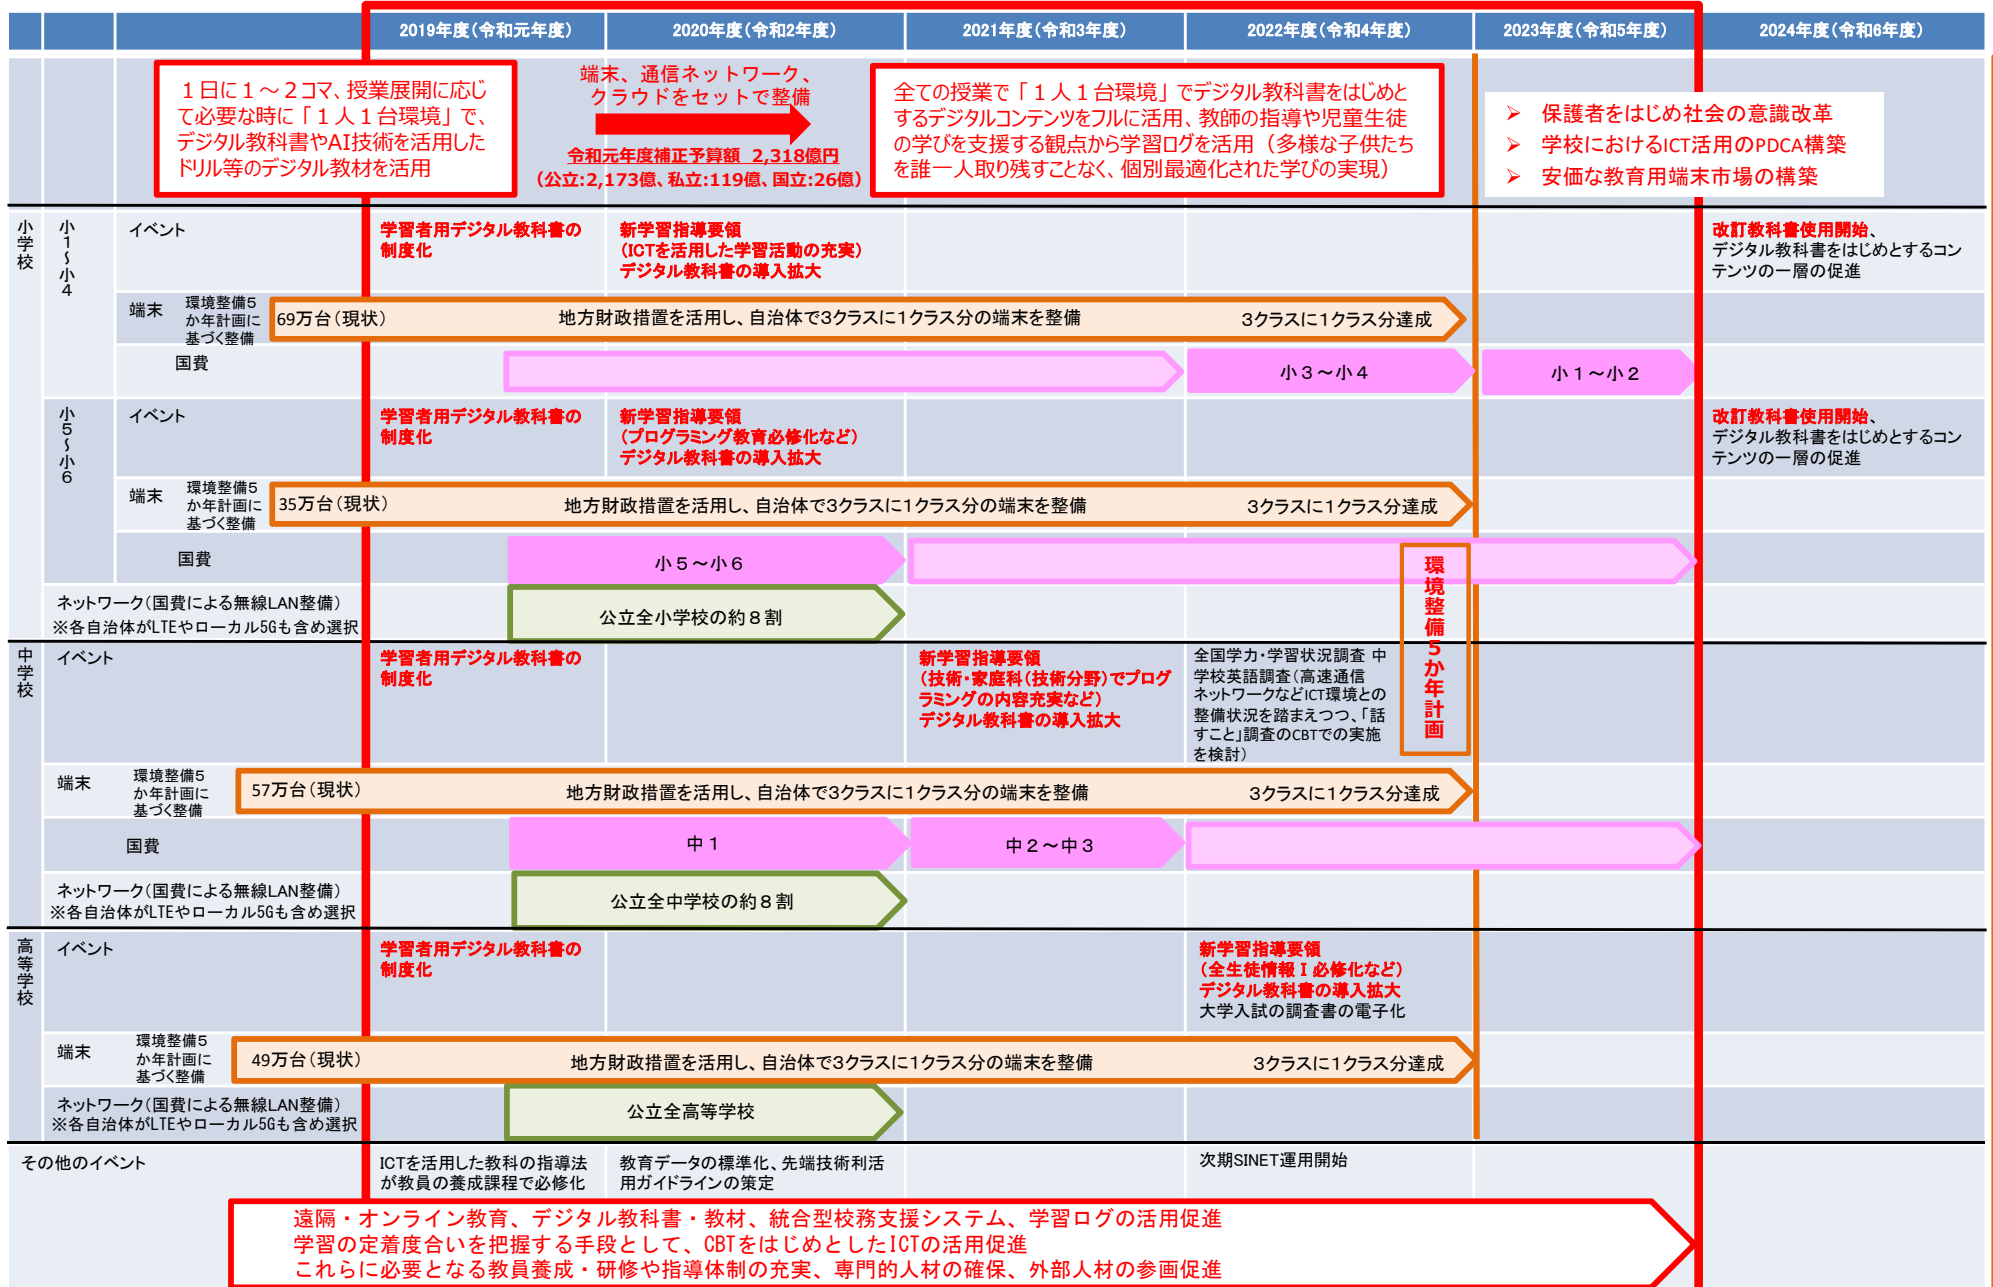 2019年度(令和元年度)
2020年度(令和2年度)
2021年度(令和3年度)
2022年度(令和4年度)
2023年度(令和5年度)
2024年度(令和6年度)
１日に１～２コマ、授業展開に応じ
て必要な時に「１人１台環境」で、
デジタル教科書やAI技術を活用した
ドリル等のデジタル教材を活用
端末、通信ネットワーク、
クラウドをセットで整備
令和元年度補正予算額 2,318億円
(公立:2,173億、私立:119億、国立:26億)
全ての授業で「１人１台環境」でデジタル教科書をはじめと
するデジタルコンテンツをフルに活用、教師の指導や児童生徒
の学びを支援する観点から学習ログを活用（多様な子供たち
を誰一人取り残すことなく、個別最適化された学びの実現）
➢ 保護者をはじめ社会の意識改革
➢ 学校におけるICT活用のPDCA構築
➢ 安価な教育用端末市場の構築
小学校
小1～小4
イベント
学習者用デジタル教科書の
制度化
新学習指導要領
(ICTを活用した学習活動の充実)
デジタル教科書の導入拡大
改訂教科書使用開始、
デジタル教科書をはじめとするコン
テンツの一層の促進
端末
環境整備5
か年計画に
基づく整備
69万台(現状)
地方財政措置を活用し、自治体で3クラスに1クラス分の端末を整備
3クラスに1クラス分達成
国費
小３～小４
小１～小２
小5～小6
イベント
学習者用デジタル教科書の
制度化
新学習指導要領
(プログラミング教育必修化など)
デジタル教科書の導入拡大
改訂教科書使用開始、
デジタル教科書をはじめとするコン
テンツの一層の促進
端末
環境整備5
か年計画に
基づく整備
35万台(現状)
地方財政措置を活用し、自治体で3クラスに1クラス分の端末を整備
3クラスに1クラス分達成
国費
小５～小６
環境整備5か年計画
ネットワーク(国費による無線LAN整備)
※各自治体がLTEやローカル5Gも含め選択
公立全小学校の約８割
中学校
イベント
学習者用デジタル教科書の
制度化
新学習指導要領
(技術・家庭科(技術分野)でプログ
ラミングの内容充実など)
デジタル教科書の導入拡大
全国学力・学習状況調査 中
学校英語調査(高速通信
ネットワークなどICT環境との
整備状況を踏まえつつ、「話
すこと」調査のCBTでの実施
を検討)
端末
環境整備5
か年計画に
基づく整備
57万台(現状)
地方財政措置を活用し、自治体で3クラスに1クラス分の端末を整備
3クラスに1クラス分達成
国費
中１
中２～中３
ネットワーク(国費による無線LAN整備)
※各自治体がLTEやローカル5Gも含め選択
公立全中学校の約８割
高等学校
イベント
学習者用デジタル教科書の
制度化
新学習指導要領
(全生徒情報Ⅰ必修化など)
デジタル教科書の導入拡大
大学入試の調査書の電子化
端末
環境整備5
か年計画に
基づく整備
49万台(現状)
地方財政措置を活用し、自治体で3クラスに1クラス分の端末を整備
3クラスに1クラス分達成
ネットワーク(国費による無線LAN整備)
※各自治体がLTEやローカル5Gも含め選択
公立全高等学校
その他のイベント
ICTを活用した教科の指導法
が教員の養成課程で必修化
教育データの標準化、先端技術利活
用ガイドラインの策定
次期SINET運用開始
遠隔・オンライン教育、デジタル教科書・教材、統合型校務支援システム、学習ログの活用促進
学習の定着度合いを把握する手段として、CBTをはじめとしたICTの活用促進
これらに必要となる教員養成・研修や指導体制の充実、専門的人材の確保、外部人材の参画促進